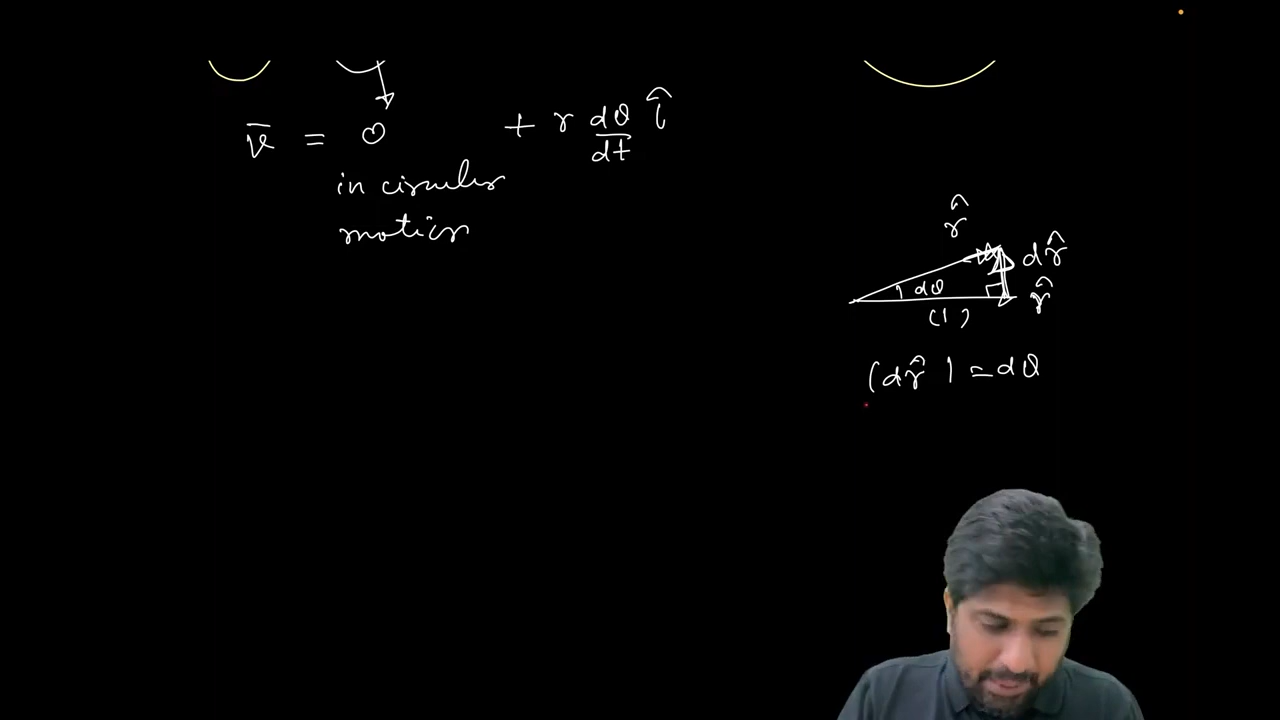 v̄ = 0 + r dθ/dt î
in circular
motion
r̂
dr̂
dθ r̂
(1)
(dr̂) = dθ